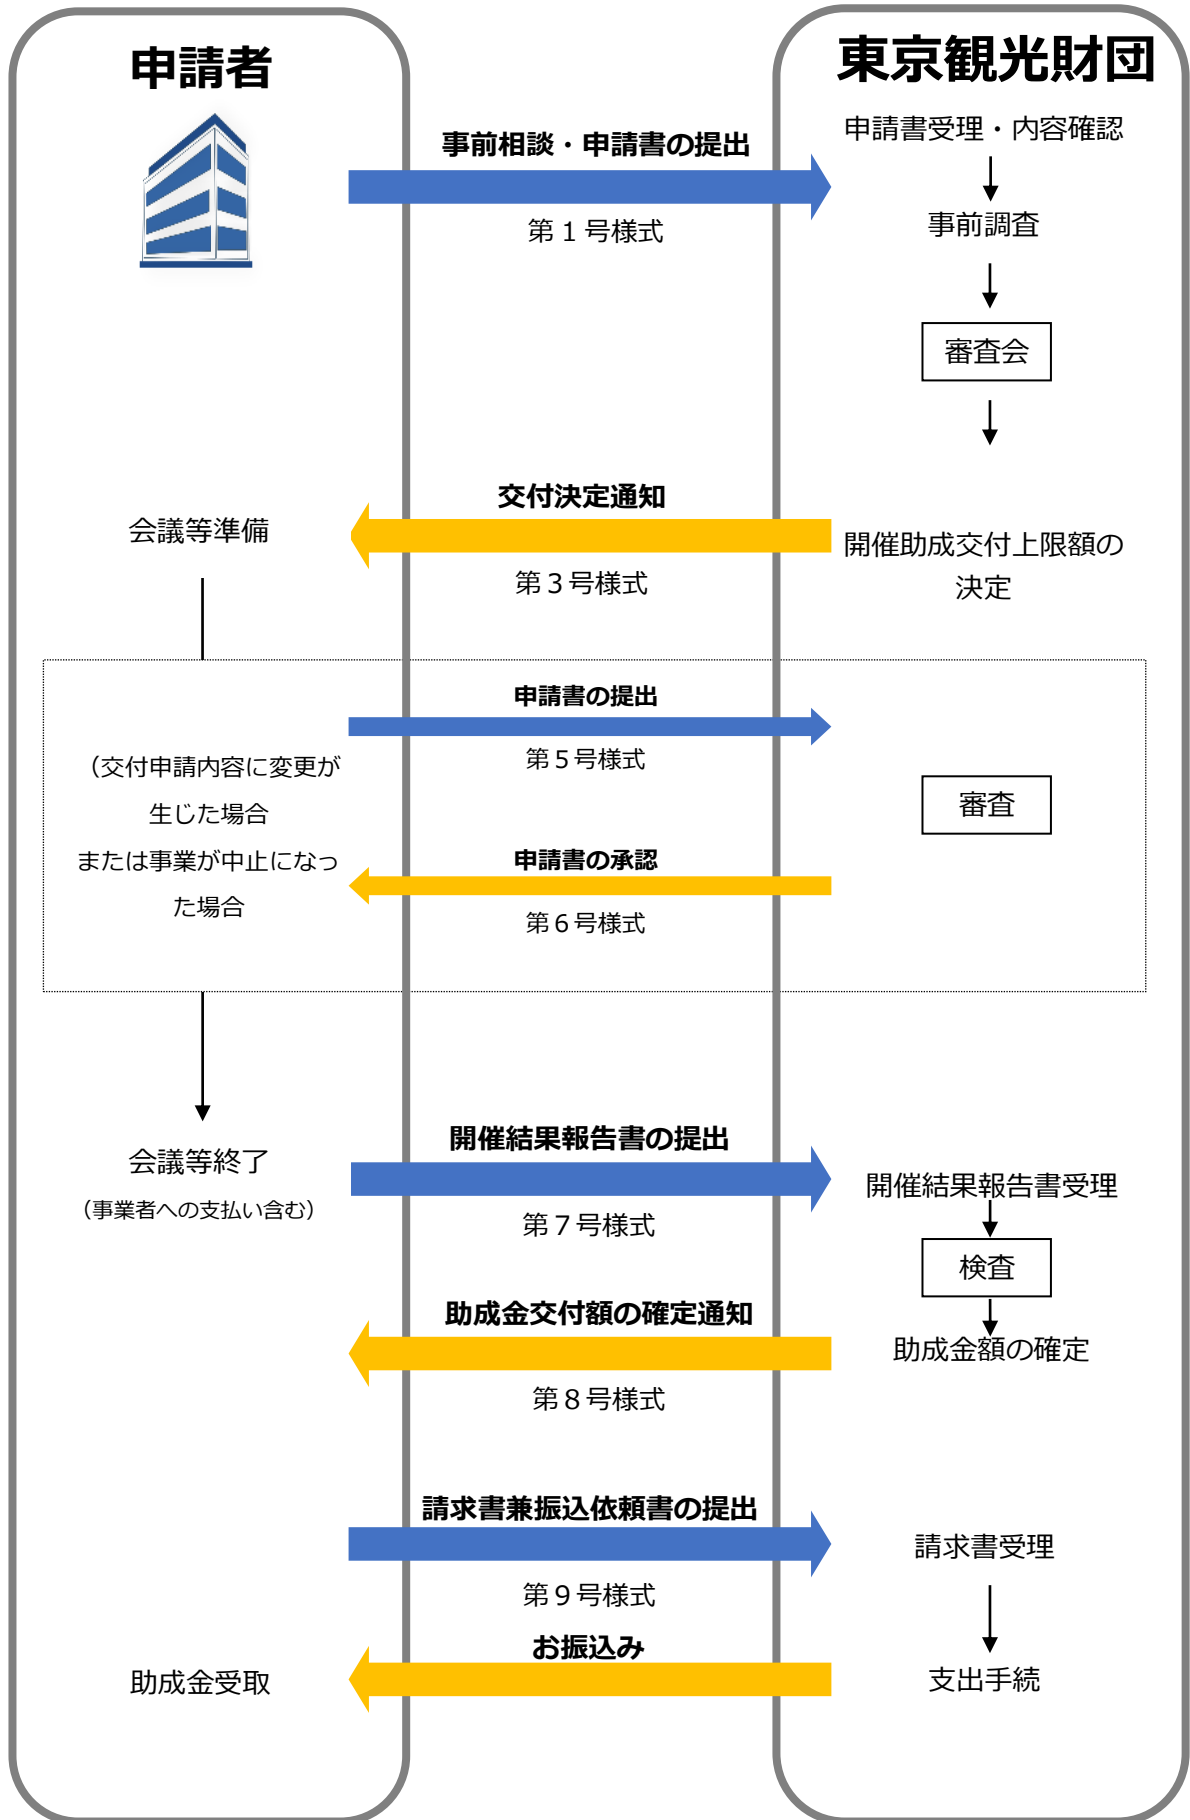 申請者
東京観光財団
事前相談・申請書の提出
第１号様式
申請書受理・内容確認
事前調査
審査会
交付決定通知
第３号様式
会議等準備
開催助成交付上限額の
決定
申請書の提出
第５号様式
（交付申請内容に変更が
生じた場合
または事業が中止になっ
た場合
審査
申請書の承認
第６号様式
会議等終了
（事業者への支払い含む）
開催結果報告書の提出
第７号様式
開催結果報告書受理
検査
助成金額の確定
助成金交付額の確定通知
第８号様式
請求書兼振込依頼書の提出
第９号様式
請求書受理
お振込み
助成金受取
支出手続